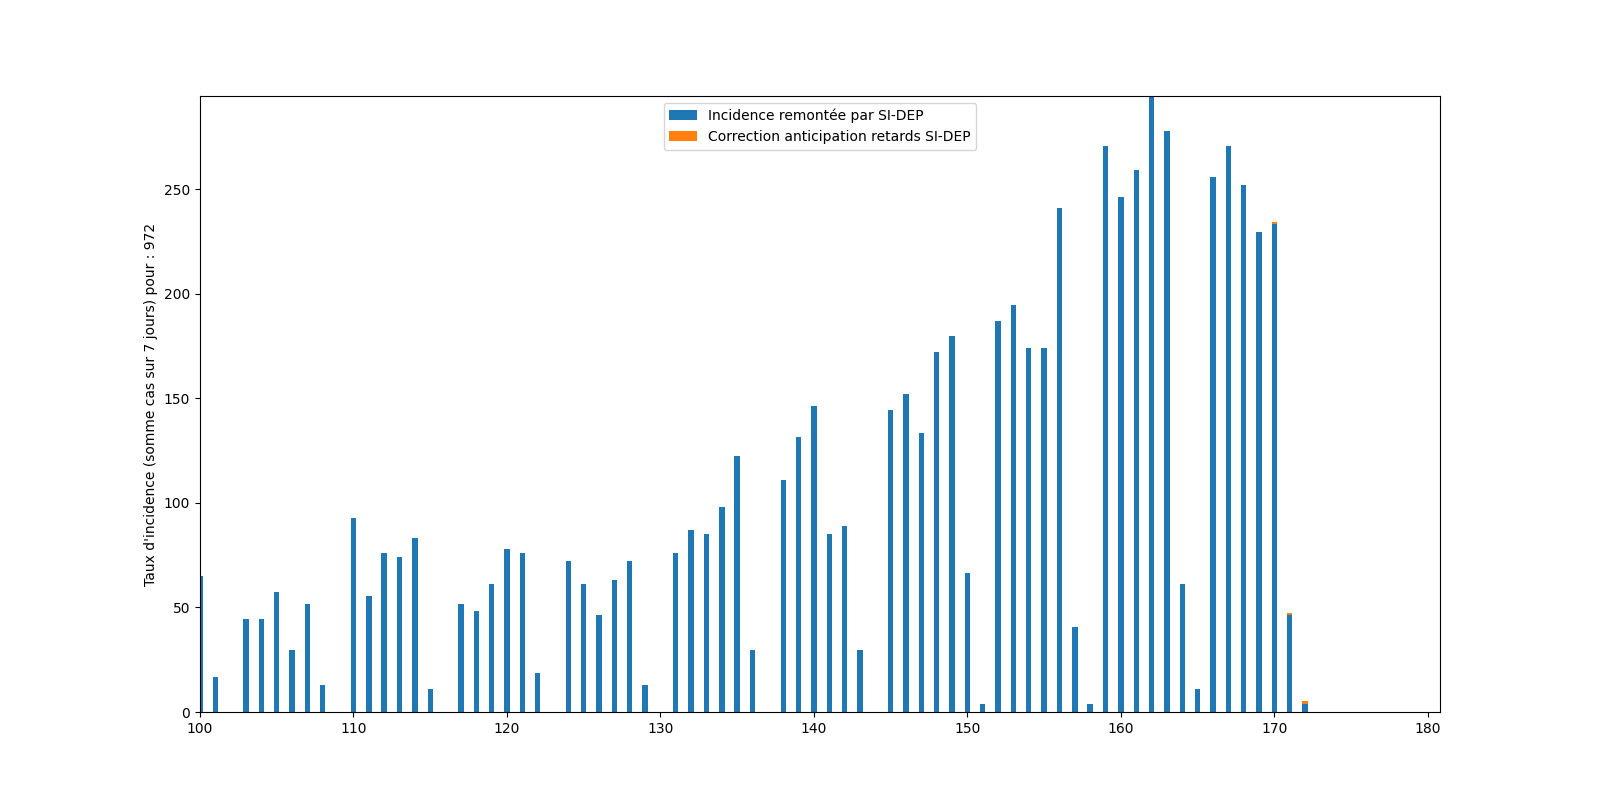 Incidence remontée par SI-DEP
Correction anticipation retards SI-DEP
Taux d'incidence (somme cas sur 7 jours) pour : 972
250
200
150
100
50
0
100 110 120 130 140 150 160 170 180